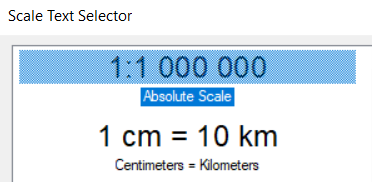 Scale Text Selector
1:1 000 000
Absolute Scale
1 cm = 10 km
Centimeters = Kilometers